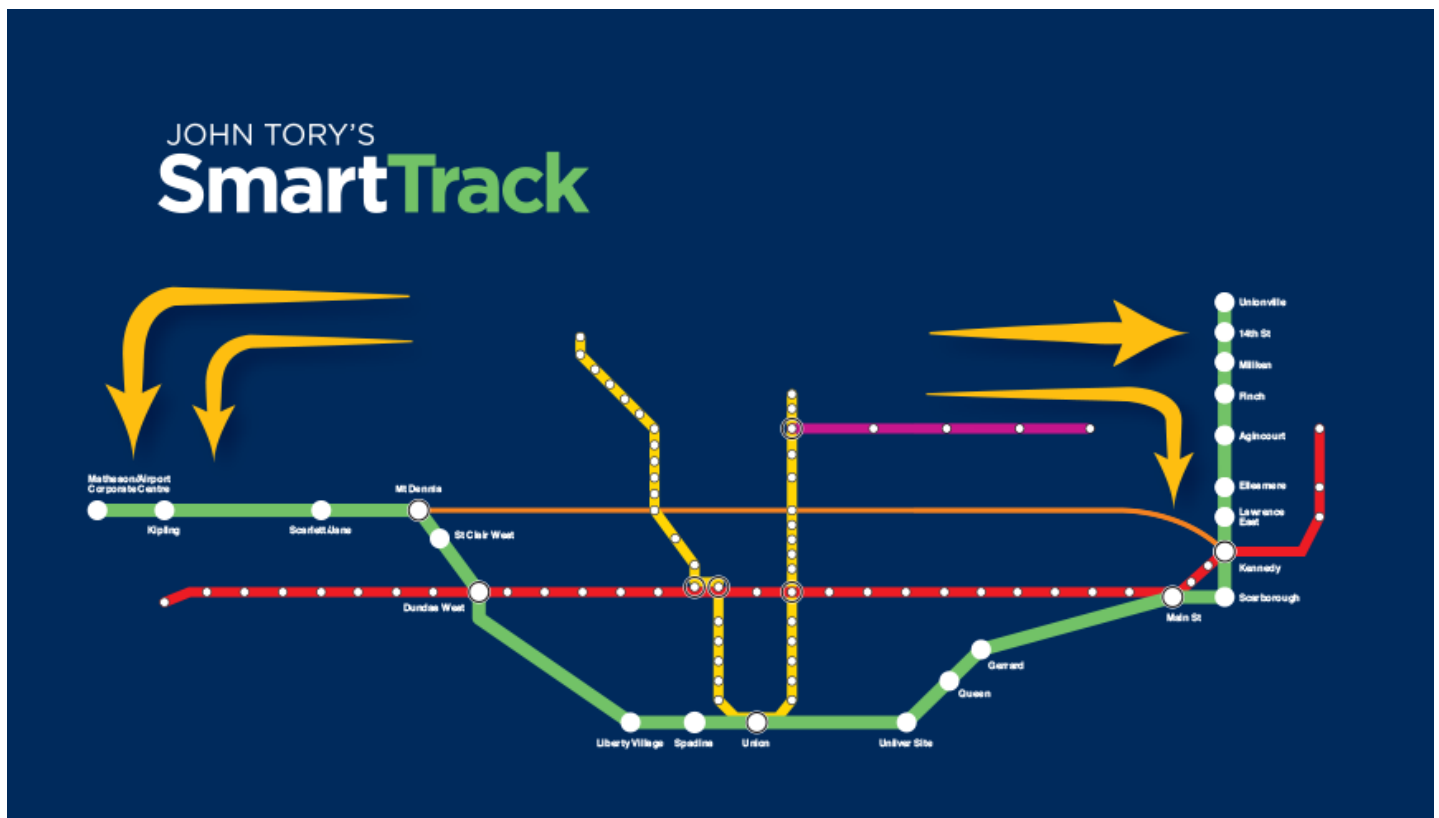 JOHN TORY'S
SmartTrack
Unionville
14th St
Milliken
Finch
Agincourt
Ellesmere
Lawrence
East
Kennedy
Scarborough
Matheson/Airport
Corporate Centre
Kipling
Scarlett/Jane
Mt Dennis
St Clair West
Dundas West
Main St
Gerrard
Queen
Liberty Village
Spadina
Union
Unilver Site